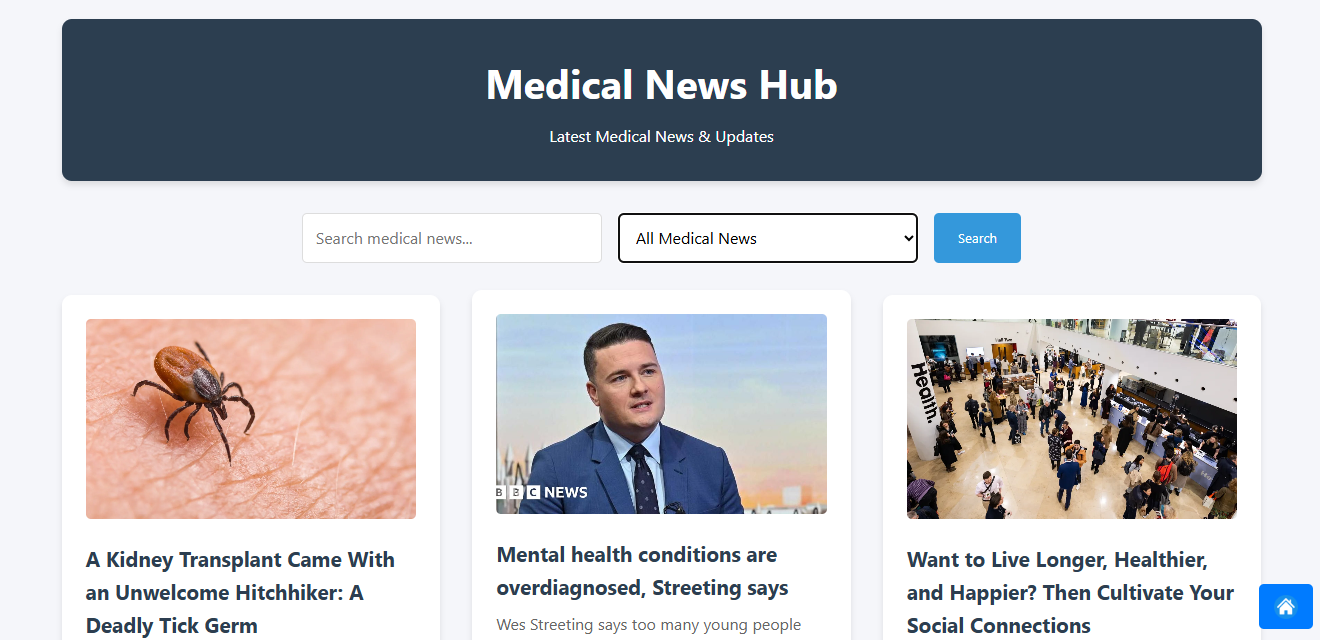 Medical News Hub
Latest Medical News & Updates
Search medical news...
All Medical News
Search
Health.
BBC NEWS
A Kidney Transplant Came With
an Unwelcome Hitchhiker: A
Deadly Tick Germ
Mental health conditions are
overdiagnosed, Streeting says
Wes Streeting says too many young people
Want to Live Longer, Healthier,
and Happier? Then Cultivate Your
Social Connections